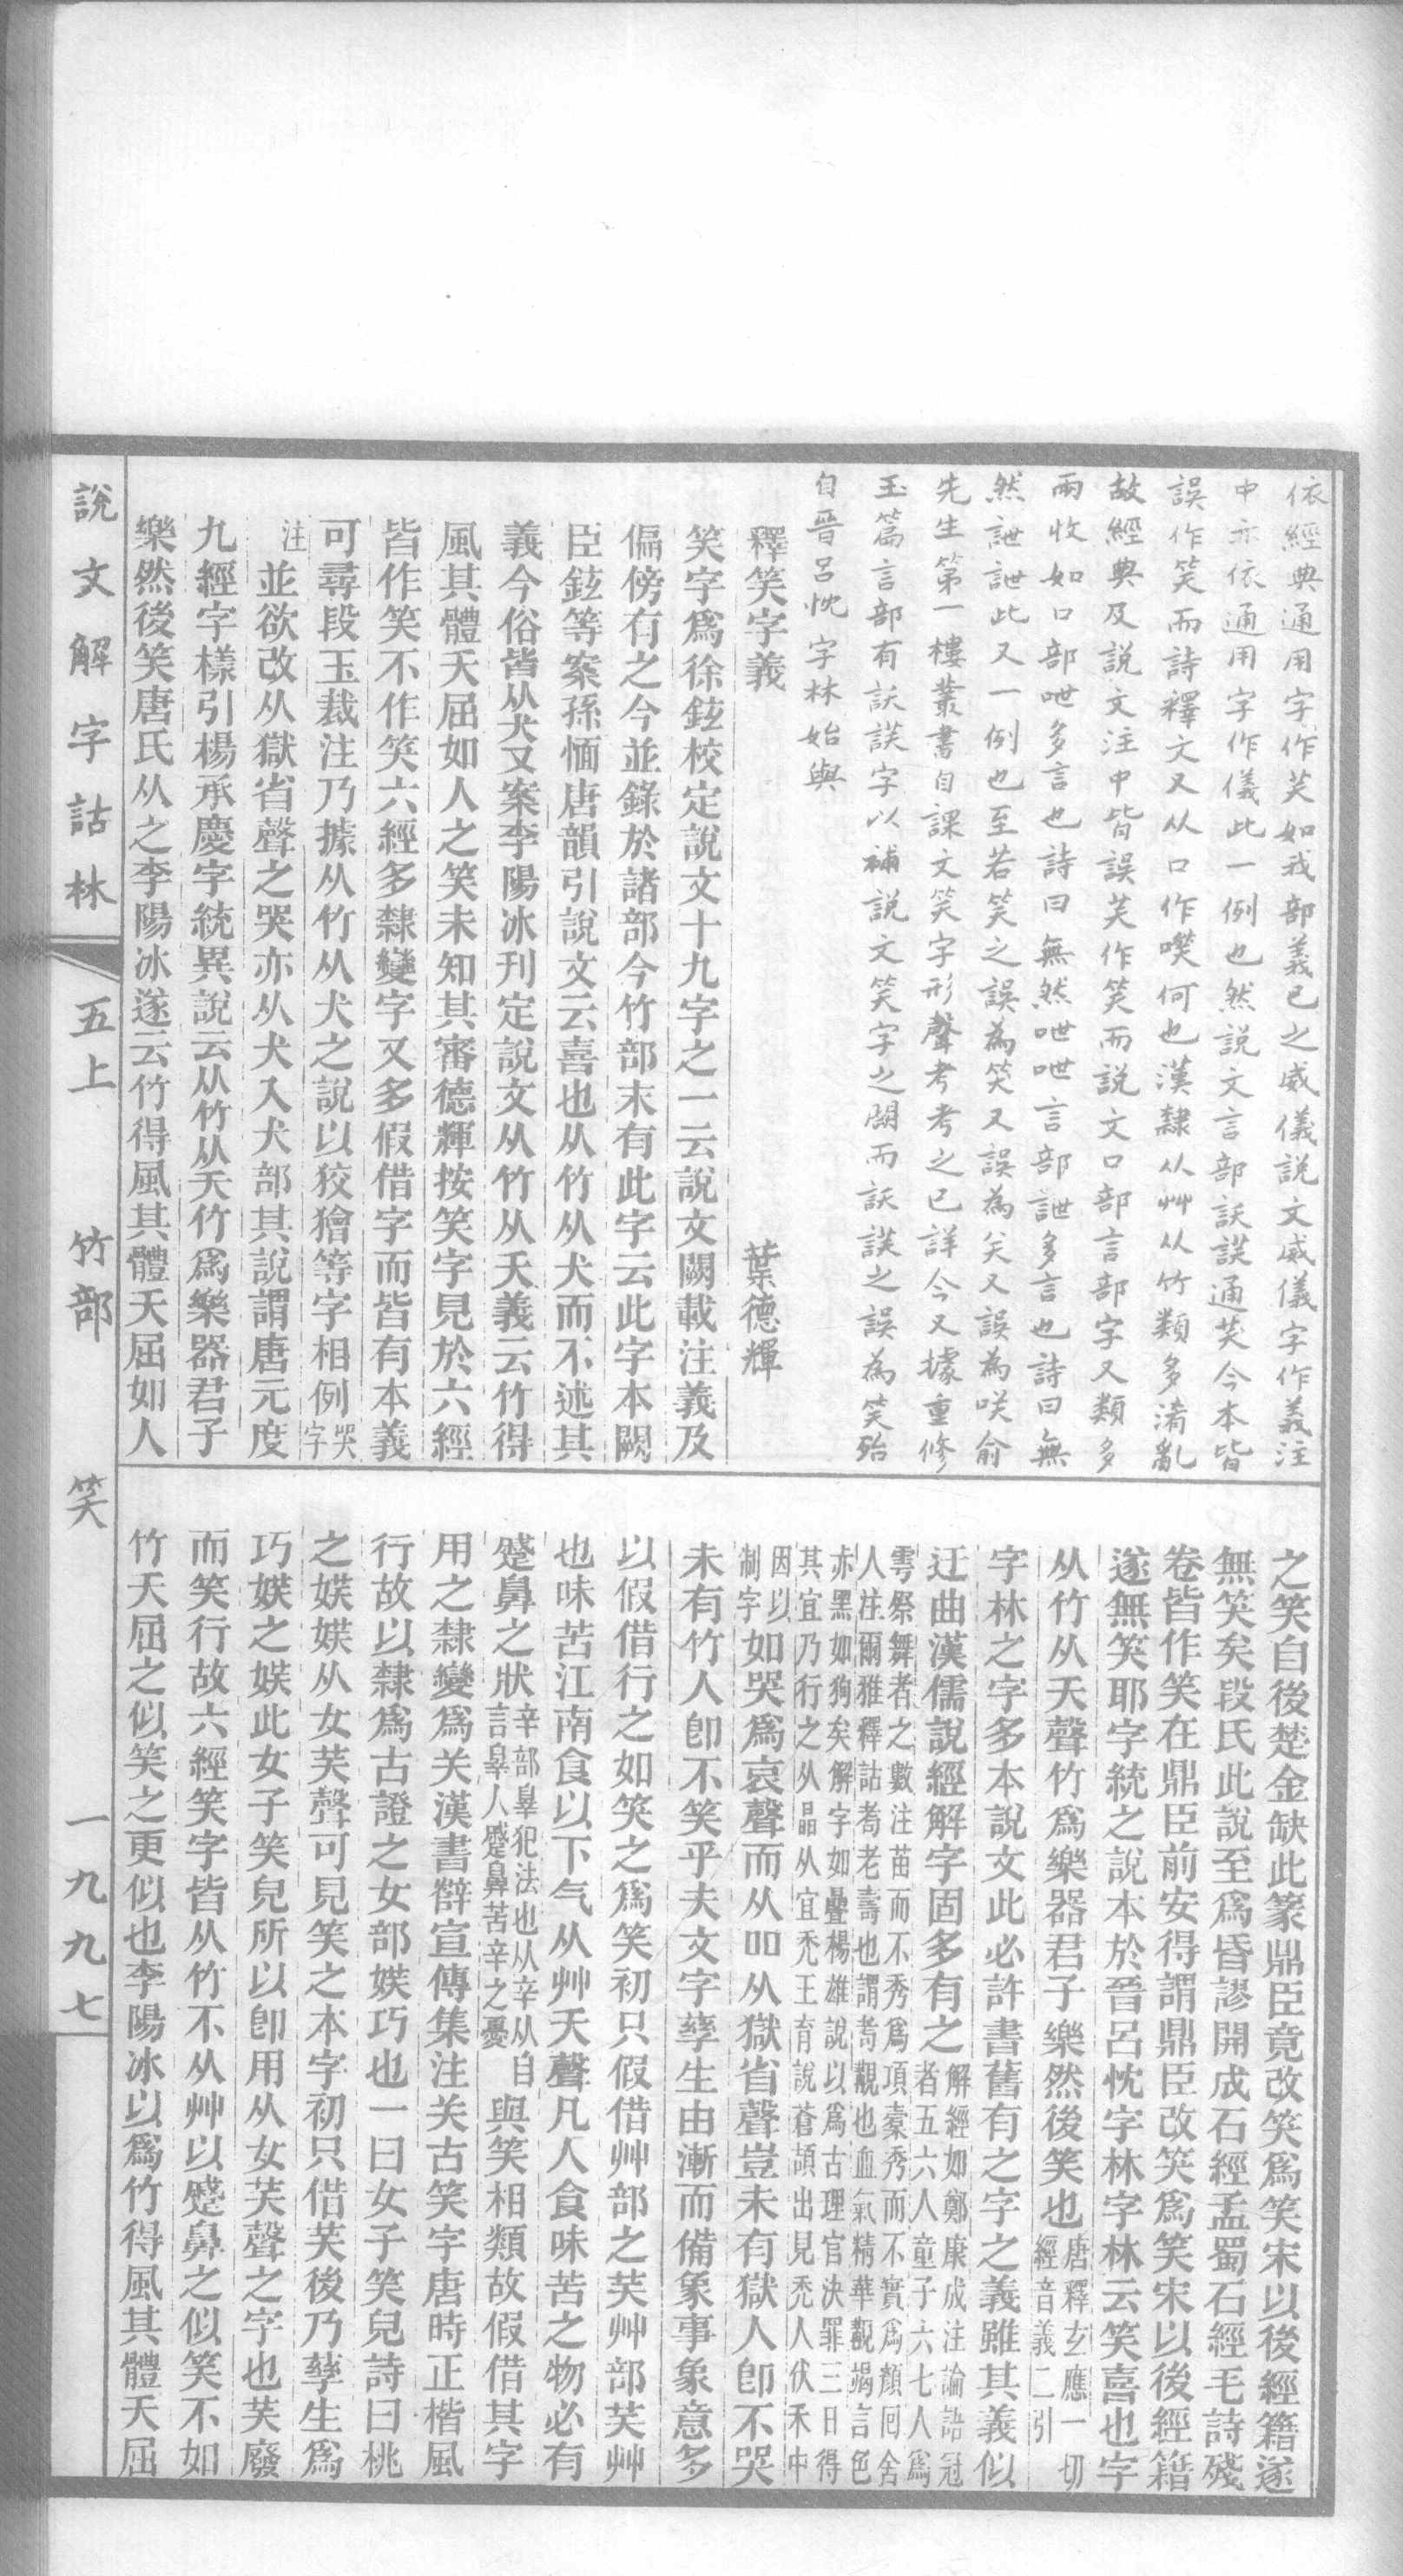 依經典通用字作芺如我部義已之威儀説文威儀字作義注
中亦依通用字作儀此一例也然説文言部䛕誤通芺今本皆
誤作笑而詩釋文又从口作㗛何也漢隸从艸从竹類多淆亂
故經典及説文注中皆誤芺作笑而説文口部言部字又類多
兩收如口部呭多言也詩曰無然呭呭言部詍多言也詩曰無
然詍詍此又一例也至若笑之誤為笑又誤為关又誤為咲俞
先生第一樓叢書自課文笑字形聲考考之已詳今又據重修
玉篇言部有䛕誤字以補説文笑字之闕而䛕誤之誤為笑殆
自晉呂忱字林始與
釋笑字義　葉德輝
笑字爲徐鉉校定說文十九字之一云說文闕載注義及
偏傍有之今並錄於諸部今竹部末有此字云此字本闕
臣鉉等案孫愐唐韻引說文云喜也从竹从犬而不述其
義今俗皆从犬又案李陽冰刊定說文从竹从夭義云竹得
風其體夭屈如人之笑未知其審德輝按笑字見於六經
皆作笑不作笑六經多隸變字又多假借字而皆有本義
可尋段玉裁注乃據从竹从犬之說以狡獪等字相例哭字
注並欲改从獄省聲之哭亦从犬入犬部其說謂唐元度
九經字樣引楊承慶字統異說云从竹从夭竹爲樂器君子
樂然後笑唐氏从之李陽冰遂云竹得風其體夭屈如人
之笑自後楚金缺此篆鼎臣竟改笑爲笑宋以後經籍遂
無笑矣段氏此說至爲昏謬開成石經孟蜀石經毛詩殘
卷皆作笑在鼎臣前安得謂鼎臣改笑爲笑宋以後經籍
遂無笑耶字統之說本於晉呂忱字林字林云笑喜也字
从竹从夭聲竹爲樂器君子樂然後笑也唐釋玄應一切經音義二引
字林之字多本說文此必許書舊有之字之義雖其義似
迂曲漢儒說經解字固多有之解經如鄭康成注論語冠者五六人童子六七人爲
雩祭舞者之數注苗而不秀爲項橐秀而不實爲顏回舍人注爾雅釋詁耇老壽也謂耇覯也血氣精華覯竭言色
赤黑如狗矣解字如疊楊雄說以爲古理官決罪三日得其宜乃行之从晶从宜禿王育說蒼頡出見禿人伏禾中
因以制字如哭爲哀聲而从吅从獄省聲豈未有獄人卽不哭
未有竹人卽不笑乎夫文字孳生由漸而備象事象意多
以假借行之如笑之爲笑初只假借艸部之芺艸部芺艸
也味苦江南食以下气从艸夭聲凡人食味苦之物必有
蹙鼻之狀辛部辠犯法也从辛从自言辠人蹙鼻苦辛之憂與笑相類故假借其字
用之隸變爲关漢書薛宣傳集注关古笑字唐時正楷風
行故以隸爲古證之女部媄巧也一曰女子笑皃詩曰桃
之媄媄从女芺聲可見笑之本字初只借芺後乃孳生爲
巧媄之媄此女子笑皃所以卽用从女芺聲之字也芺廢
而笑行故六經笑字皆从竹不从艸以蹙鼻之似笑不如
竹夭屈之似笑之更似也李陽冰以爲竹得風其體夭屈
說文解字詁林　五上　竹部　笑　一九九七